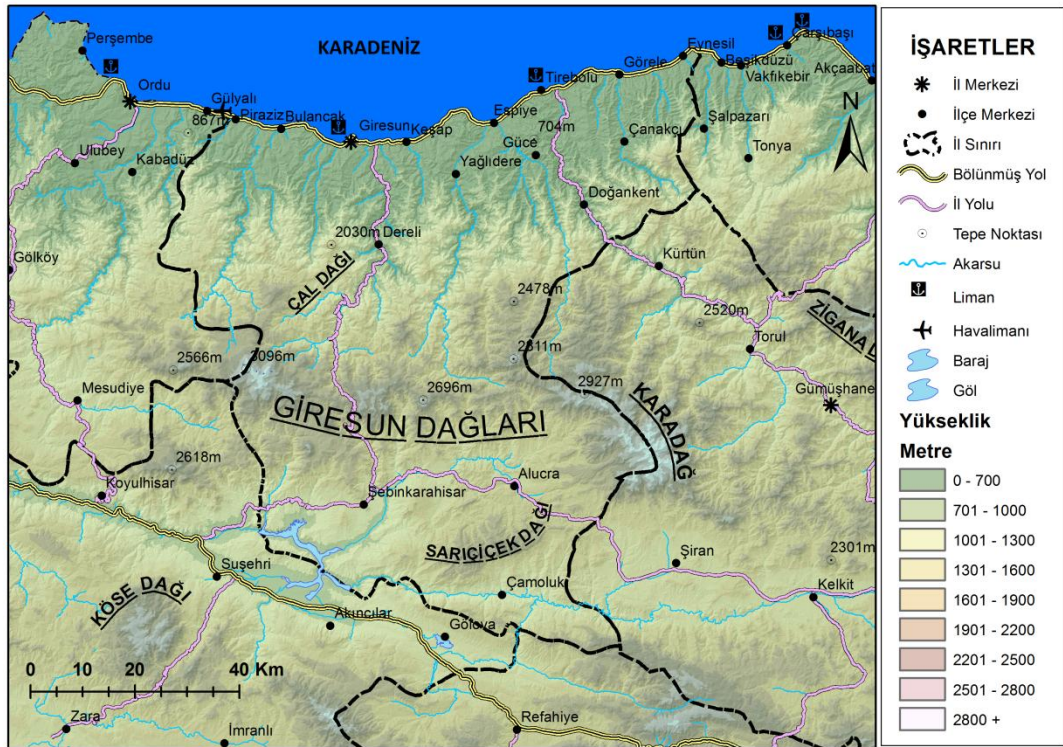 KARADENİZ
Perşembe
Ordu
Gülyalı
867m
Piraziz
Bulancak
Giresun
Keşap
Espiye
Tirebolu
Görele
Eynesil
Beşikdüzü
Vakfıkebir
Çarşıbaşı
Akçaabat
N
Ulubey
Kabadüz
Yağlıdere
Güce
704m
Çanakçı
Şalpazarı
Tonya
Doğankent
Gölköy
2030m
Dereli
ÇAL DAĞI
Kürtün
2478m
2520m
ZİGANA D
Torul
2566m
3096m
2811m
2927m
KARADAĞ
Gümüşhane
Mesudiye
2696m
GİRESUN DAĞLARI
2618m
Koyulhisar
Şebinkarahisar
Alucra
SARIÇİÇEK DAĞI
Şiran
2301m
Suşehri
KÖSE DAĞI
Çamoluk
Kelkit
Akıncılar
Gölova
0 20 40 Km
Zara
İmranlı
Refahiye
İŞARETLER
İl Merkezi
İlçe Merkezi
İl Sınırı
Bölünmüş Yol
İl Yolu
Tepe Noktası
Akarsu
Liman
Havalimanı
Baraj
Göl
Yükseklik
Metre
0 - 700
701 - 1000
1001 - 1300
1301 - 1600
1601 - 1900
1901 - 2200
2201 - 2500
2501 - 2800
2800 +